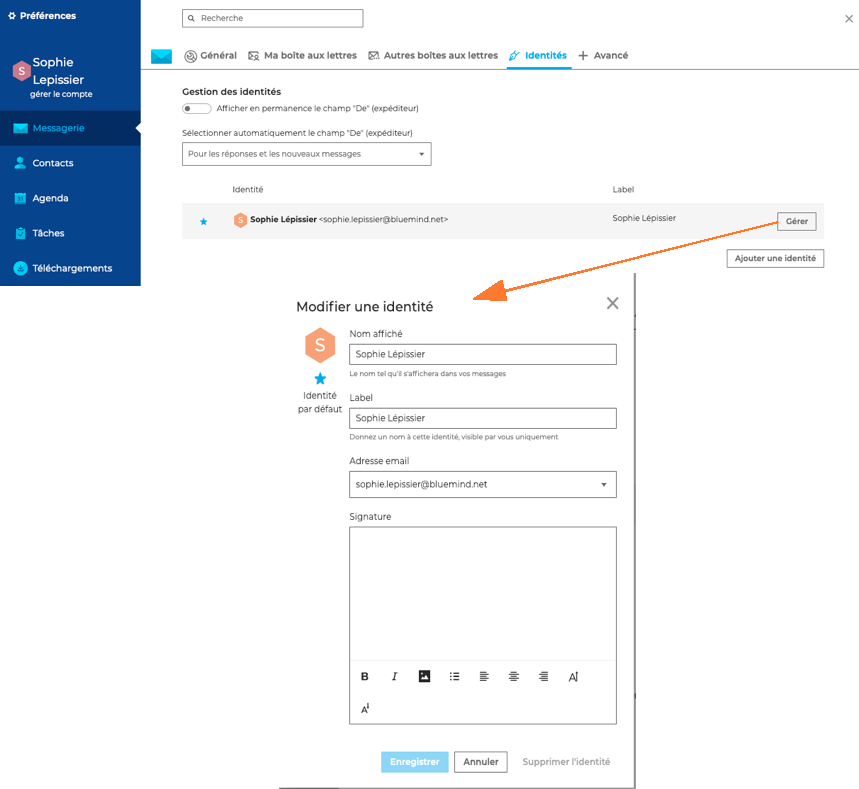 Préférences
Recherche
Sophie
Lepissier
S
gérer le compte
Général
Ma boîte aux lettres
Autres boîtes aux lettres
Identités
Avancé
Messagerie
Contacts
Agenda
Tâches
Téléchargements
Gestion des identités
Afficher en permanence le champ "De" (expéditeur)
Sélectionner automatiquement le champ "De" (expéditeur)
Pour les réponses et les nouveaux messages
Identité Label
S Sophie Lépissier <sophie.lepissier@bluemind.net> Sophie Lépissier Gérer
Ajouter une identité
Modifier une identité
S
Identité
par défaut
Nom affiché
Sophie Lépissier
Le nom tel qu'il s'affichera dans vos messages
Label
Sophie Lépissier
Donnez un nom à cette identité, visible par vous uniquement
Adresse email
sophie.lepissier@bluemind.net
Signature
B I A
A
Enregistrer Annuler Supprimer l'identité